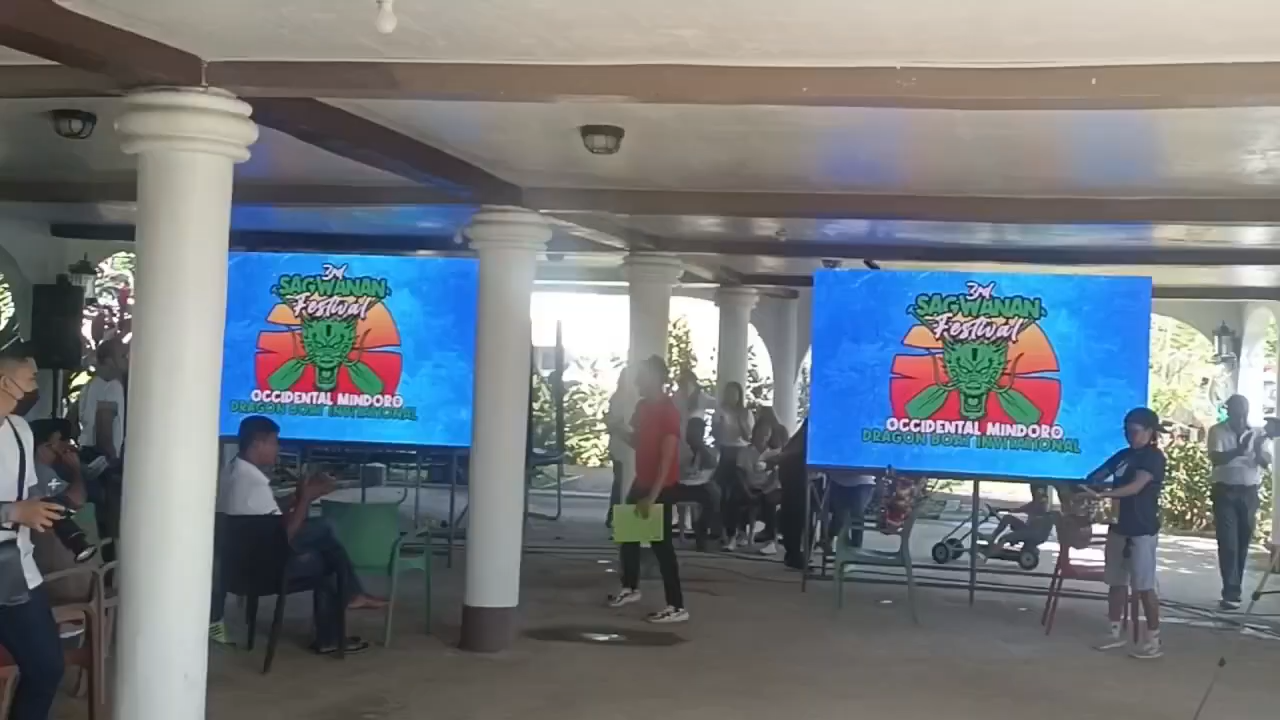 3rd
SAGWANAN
Festival
OCCIDENTAL MINDORO
DRAGON BOAT INVITATIONAL
3rd
SAGWANAN
Festival
OCCIDENTAL MINDORO
DRAGON BOAT INVITATIONAL